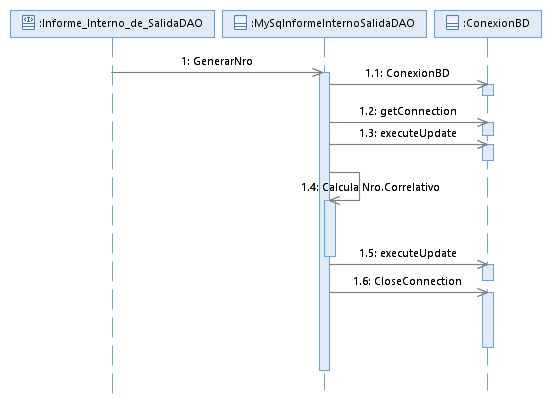 :Informe_Interno_de_SalidaDAO
:MySqlnformeInternoSalidaDAO
:ConexionBD
1: GenerarNro
1.1: ConexionBD
1.2: getConnection
1.3: executeUpdate
1.4: Calcula Nro.Correlativo
1.5: executeUpdate
1.6: CloseConnection